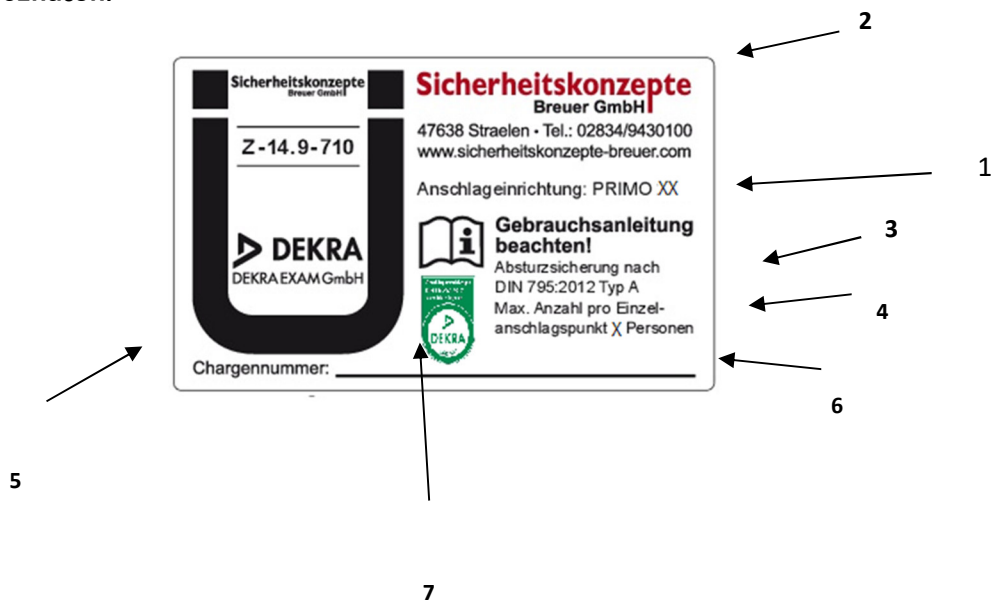 2
Sicherheitskonzepte
Breuer GmbH
Z-14.9-710
DEKRA
DEKRA EXAM GmbH
Sicherheitskonzepte
Breuer GmbH
47638 Straelen • Tel.: 02834/9430100
www.sicherheitskonzepte-breuer.com
Anschlageinrichtung: PRIMO XX
1
Gebrauchsanleitung
beachten!
Absturzsicherung nach
DIN 795:2012 Typ A
Max. Anzahl pro Einzel-
anschlagspunkt X Personen
DEKRA
3
4
Chargennummer:
6
5
7